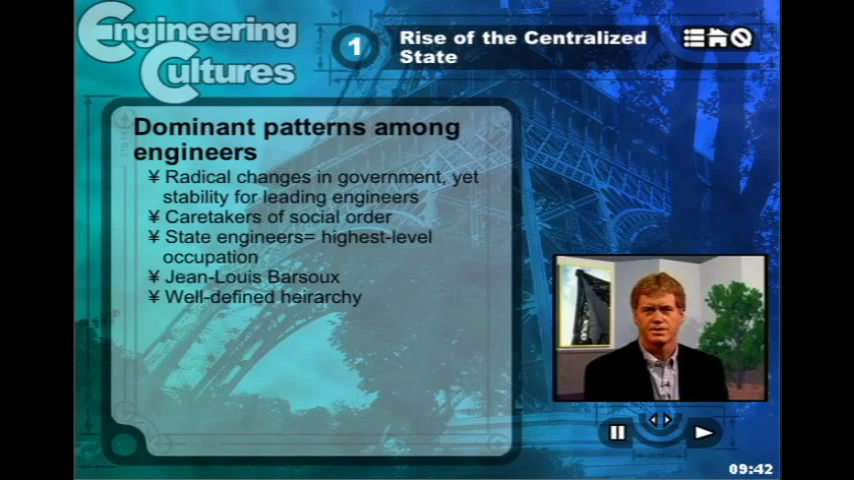 Engineering
Cultures
1
Rise of the Centralized
State
Dominant patterns among
engineers
¥ Radical changes in government, yet
stability for leading engineers
¥ Caretakers of social order
¥ State engineers= highest-level
occupation
¥ Jean-Louis Barsoux
¥ Well-defined heirarchy
09:42